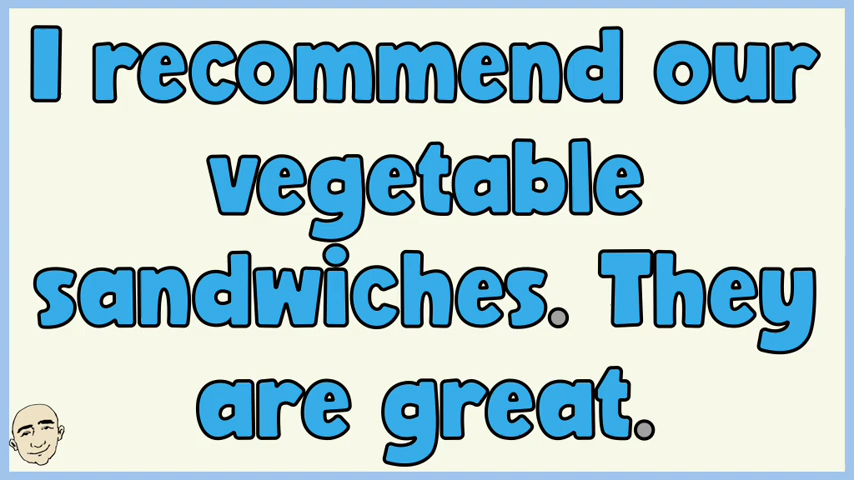 I recommend our
vegetable
sandwiches. They
are great.